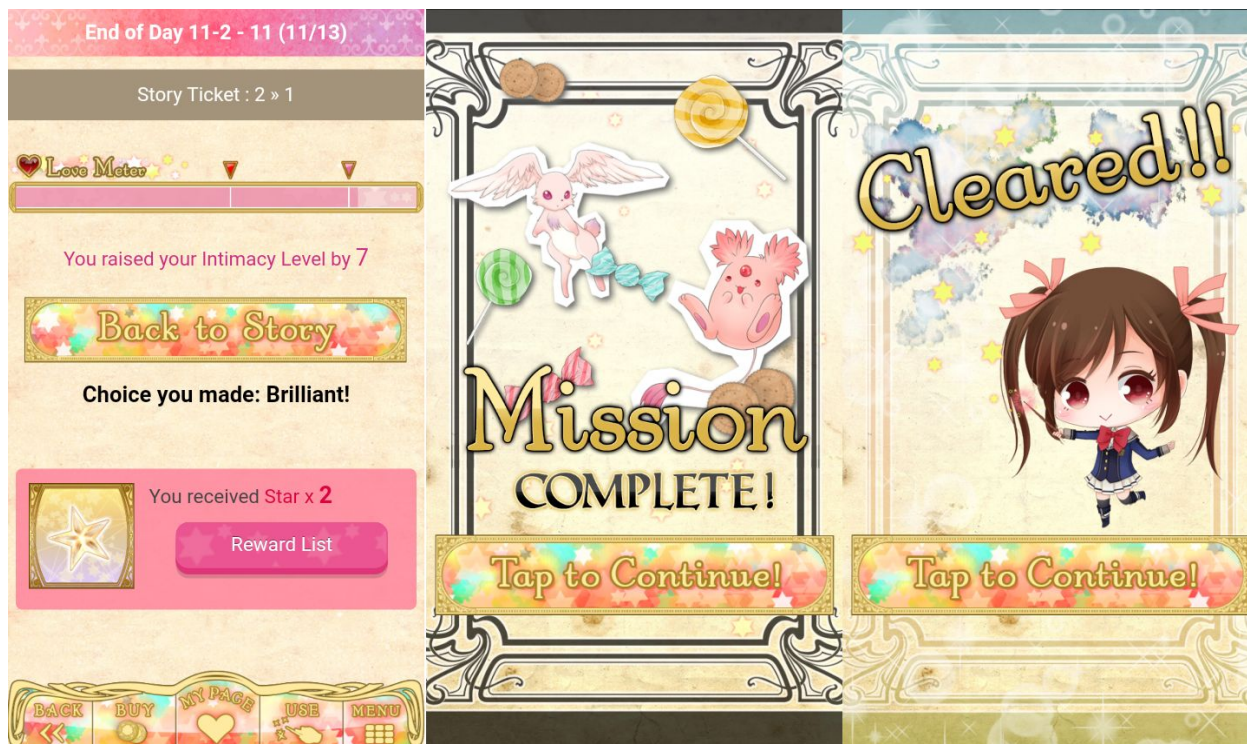 End of Day 11-2 - 11 (11/13)
Story Ticket : 2 » 1
Love Meter
You raised your Intimacy Level by 7
Back to Story
Choice you made: Brilliant!
You received Star x 2
Reward List
BACK
BUY
MY PAGE
USE
MENU
Mission
COMPLETE!
Tap to Continue!
Cleared!!
Tap to Continue!